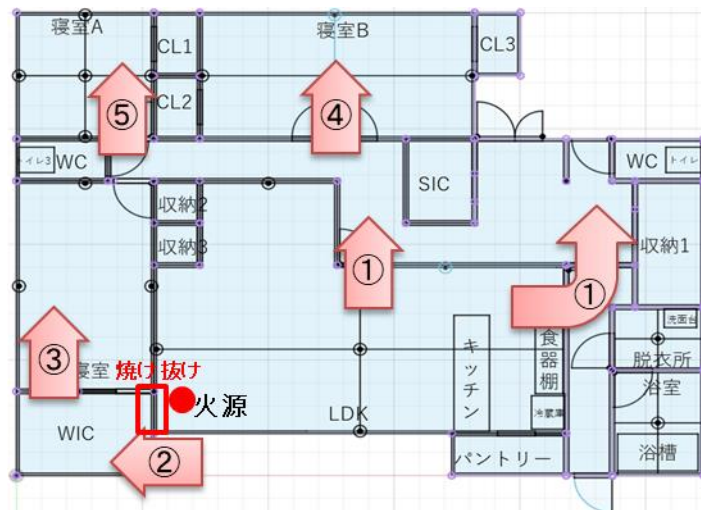 寝室A
CL1
寝室B
CL3
CL2
⑤
④
トイレ3
WC
SIC
WC
トイレ
収納2
収納3
①
収納1
①
洗面台
③
キッチン
食器棚
脱衣所
寝室
焼け抜け
火源
LDK
冷蔵庫
浴室
WIC
②
パントリー
浴槽